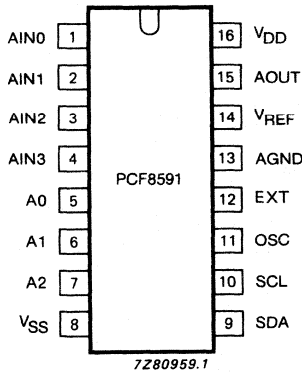 AIN0 1 16 VDD
AIN1 2 15 AOUT
AIN2 3 14 VREF
AIN3 4 13 AGND
PCF8591
A0 5 12 EXT
A1 6 11 OSC
A2 7 10 SCL
VSS 8 9 SDA
7Z80959.1